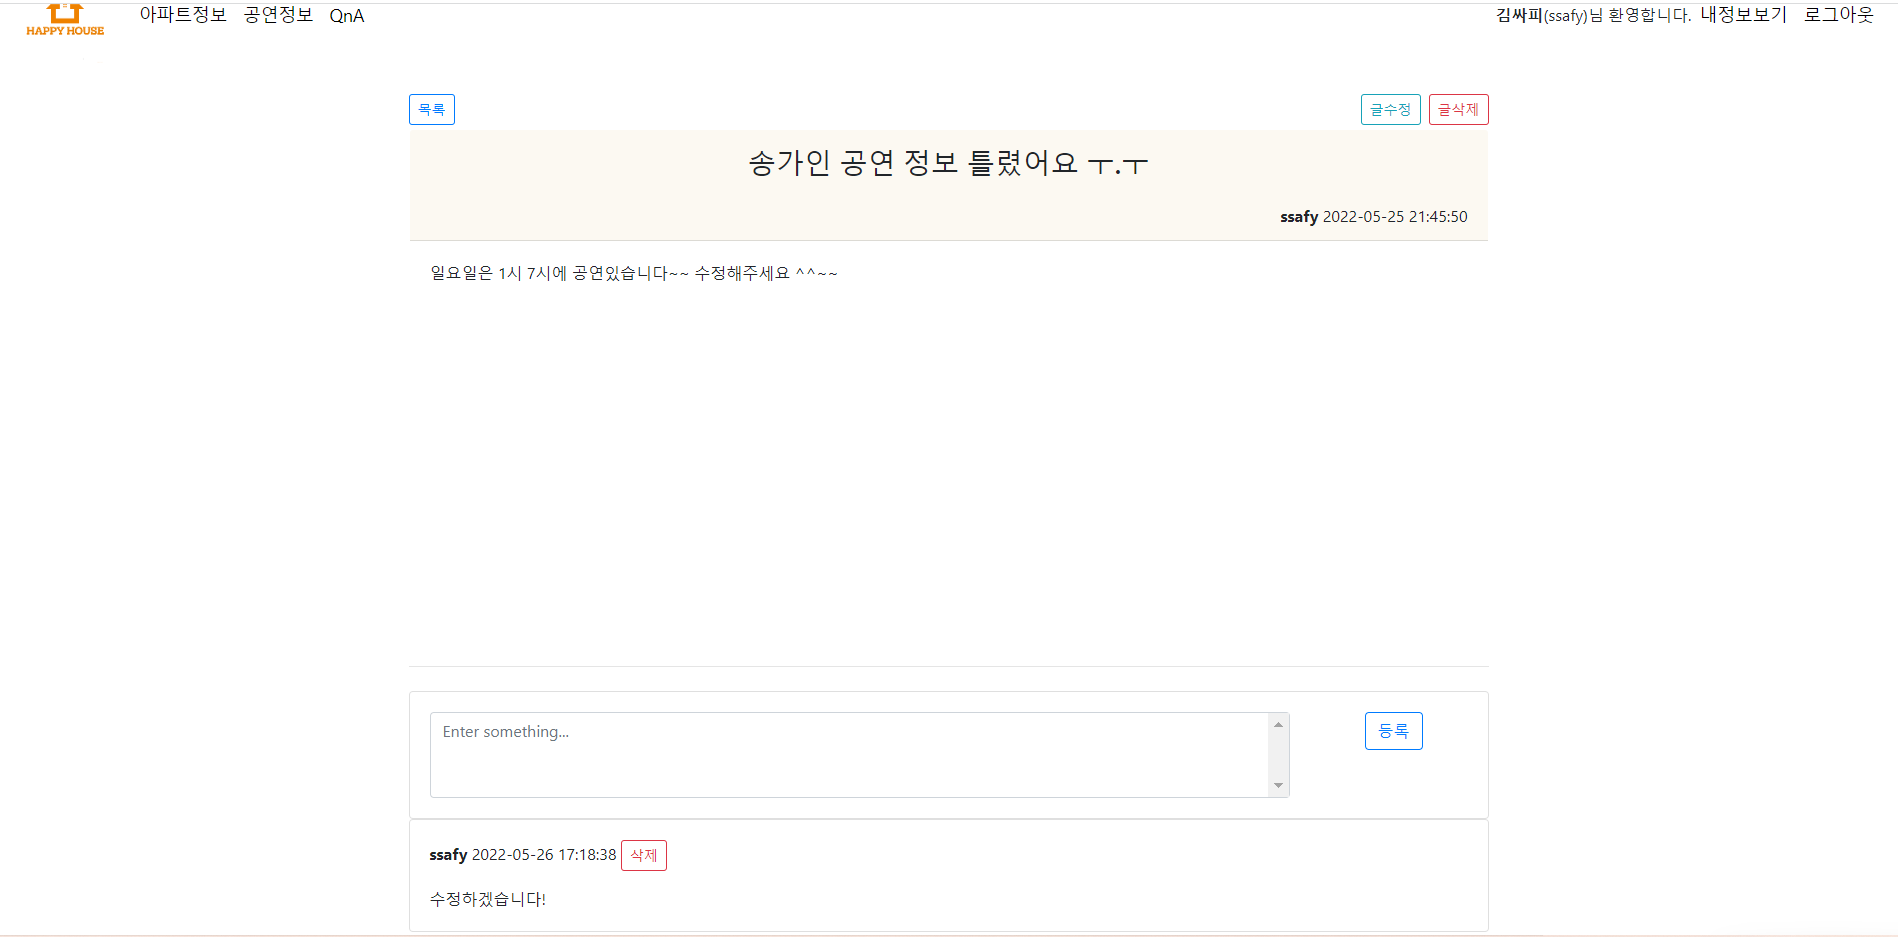 HAPPY HOUSE
아파트정보 공연정보 QnA
김싸피(ssafy)님 환영합니다. 내정보보기 로그아웃
목록
글수정 글삭제
송가인 공연 정보 틀렸어요 ㅜ.ㅜ
ssafy 2022-05-25 21:45:50
일요일은 1시 7시에 공연있습니다~~ 수정해주세요 ^^~~
Enter something...
등록
ssafy 2022-05-26 17:18:38 삭제
수정하겠습니다!